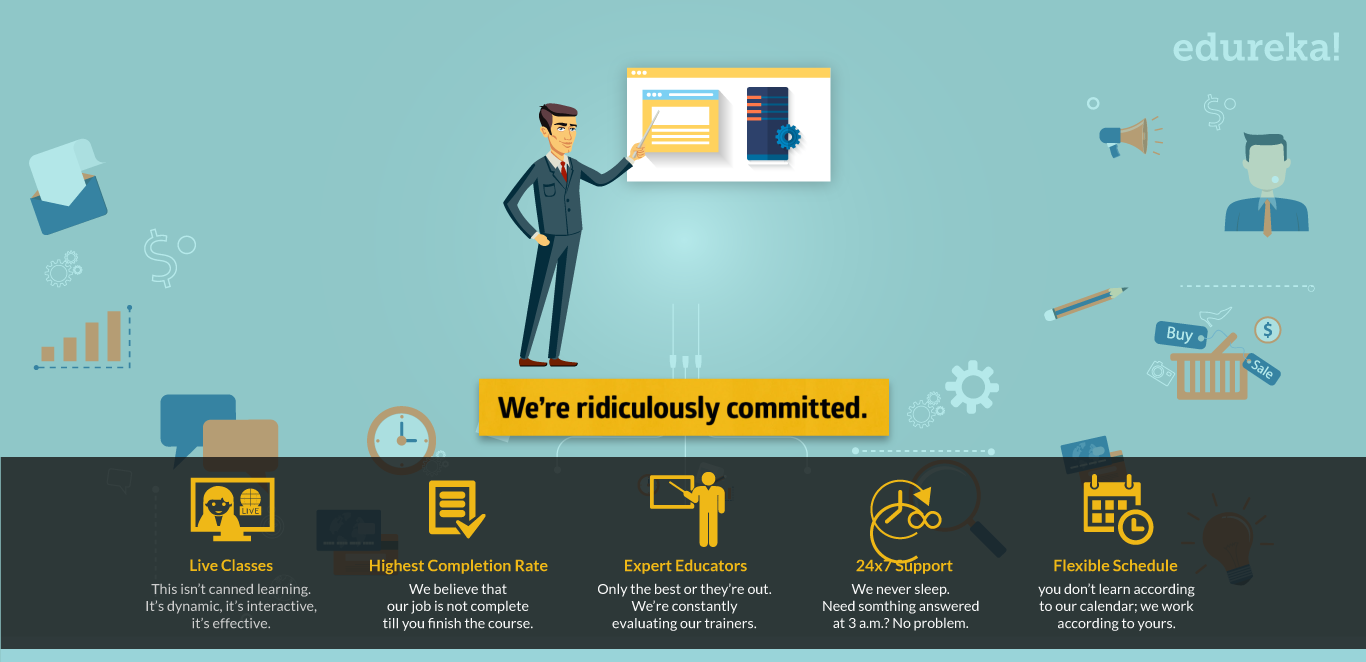 edureka!
$
Buy
$
Sale
We're ridiculously committed.
LIVE
Live Classes
This isn't canned learning.
It's dynamic, it's interactive,
it's effective.
Highest Completion Rate
We believe that
our job is not complete
till you finish the course.
Expert Educators
Only the best or they're out.
We're constantly
evaluating our trainers.
24x7 Support
We never sleep.
Need somthing answered
at 3 a.m.? No problem.
Flexible Schedule
you don't learn according
to our calendar; we work
according to yours.